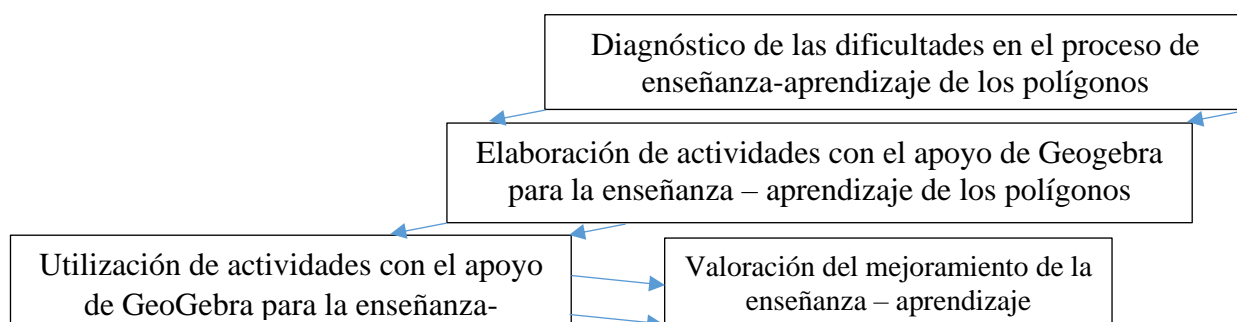 Diagnóstico de las dificultades en el proceso de
enseñanza-aprendizaje de los polígonos
Elaboración de actividades con el apoyo de Geogebra
para la enseñanza – aprendizaje de los polígonos
Utilización de actividades con el apoyo
de GeoGebra para la enseñanza-
Valoración del mejoramiento de la
enseñanza – aprendizaje